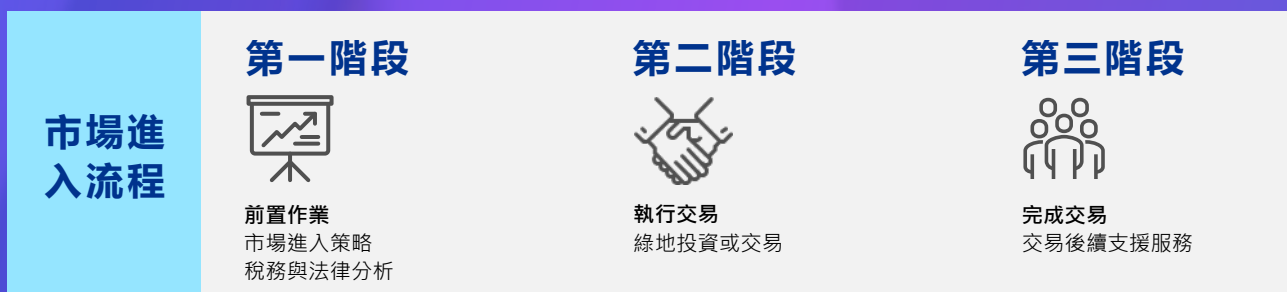 市場進
入流程
第一階段
前置作業
市場進入策略
稅務與法律分析
第二階段
執行交易
綠地投資或交易
第三階段
完成交易
交易後續支援服務